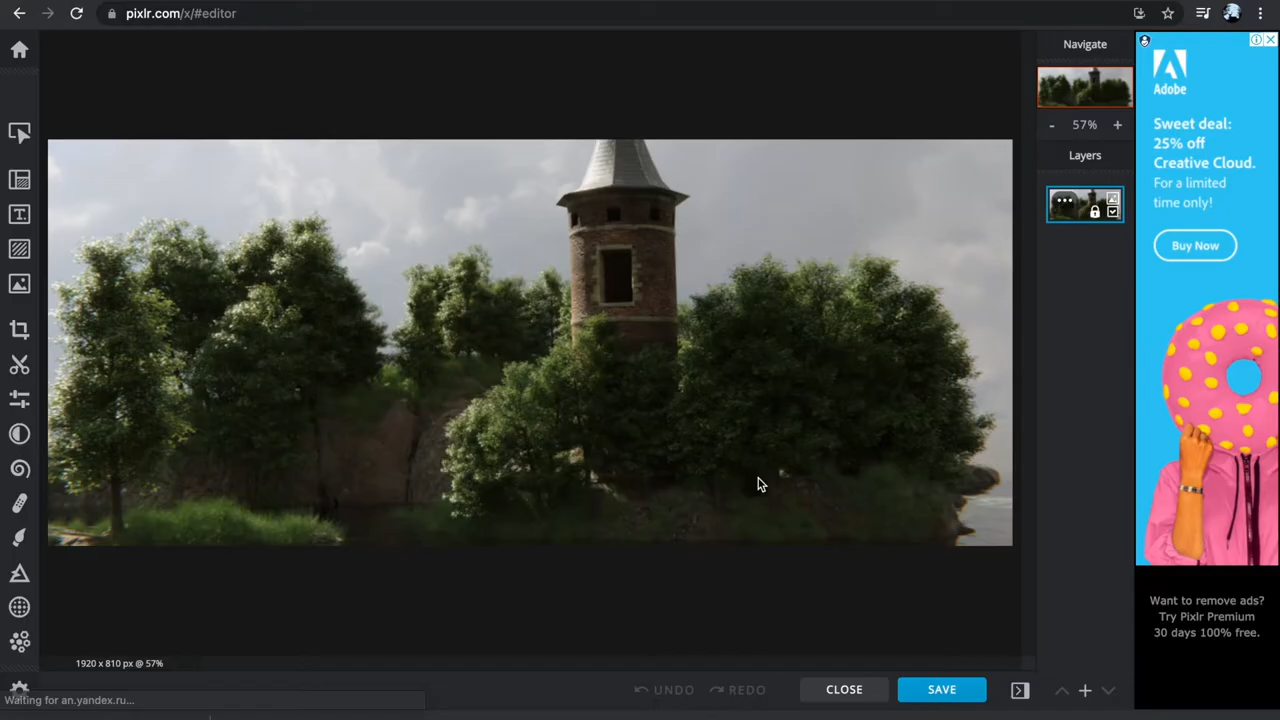 pixlr.com/x/#editor
Navigate
57%
Layers
Adobe
Sweet deal:
25% off
Creative Cloud.
For a limited
time only!
Buy Now
Want to remove ads?
Try Pixlr Premium
30 days 100% free.
1920 x 810 px @ 57%
UNDO
REDO
CLOSE
SAVE
Waiting for an.yandex.ru...